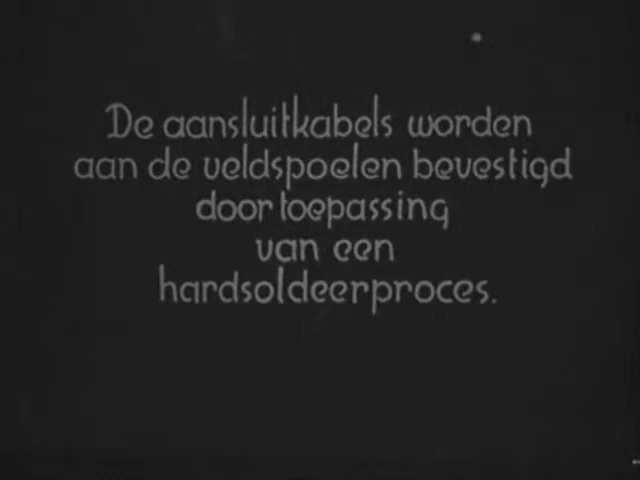 De aansluitkabels worden
aan de veldspoelen bevestigd
door toepassing
van een
hardsoldeerproces.